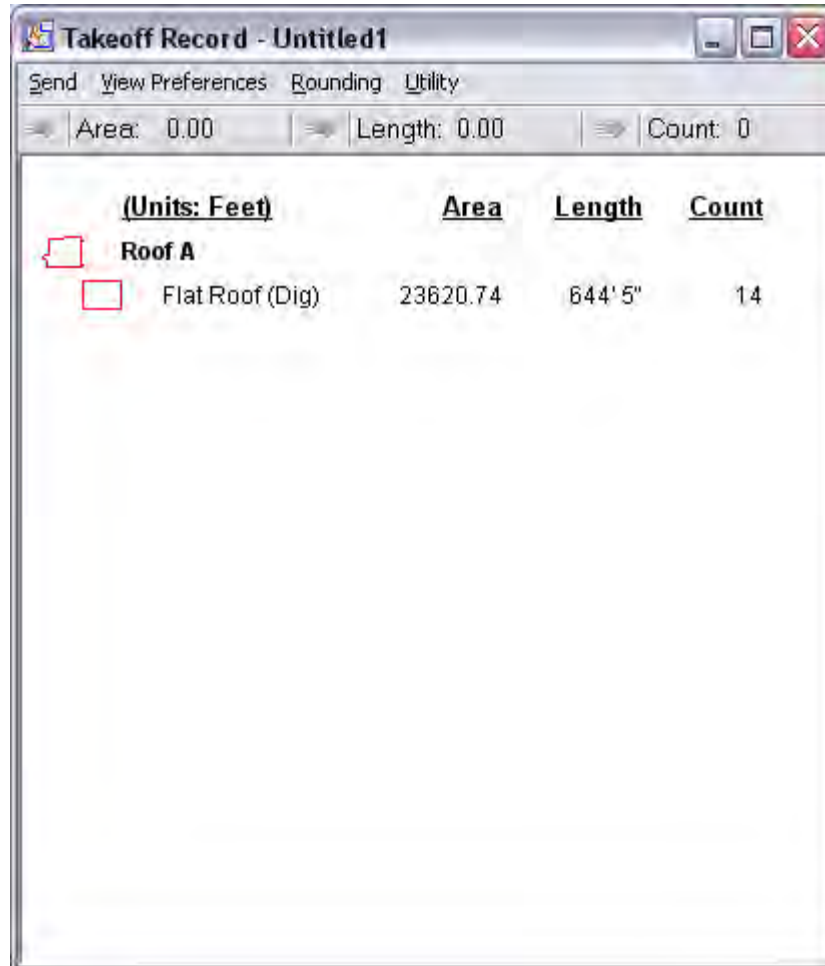 Takeoff Record - Untitled1
Send View Preferences Rounding Utility
Area: 0.00 Length: 0.00 Count: 0
(Units: Feet) Area Length Count
Roof A
Flat Roof (Dig) 23620.74 644' 5" 14